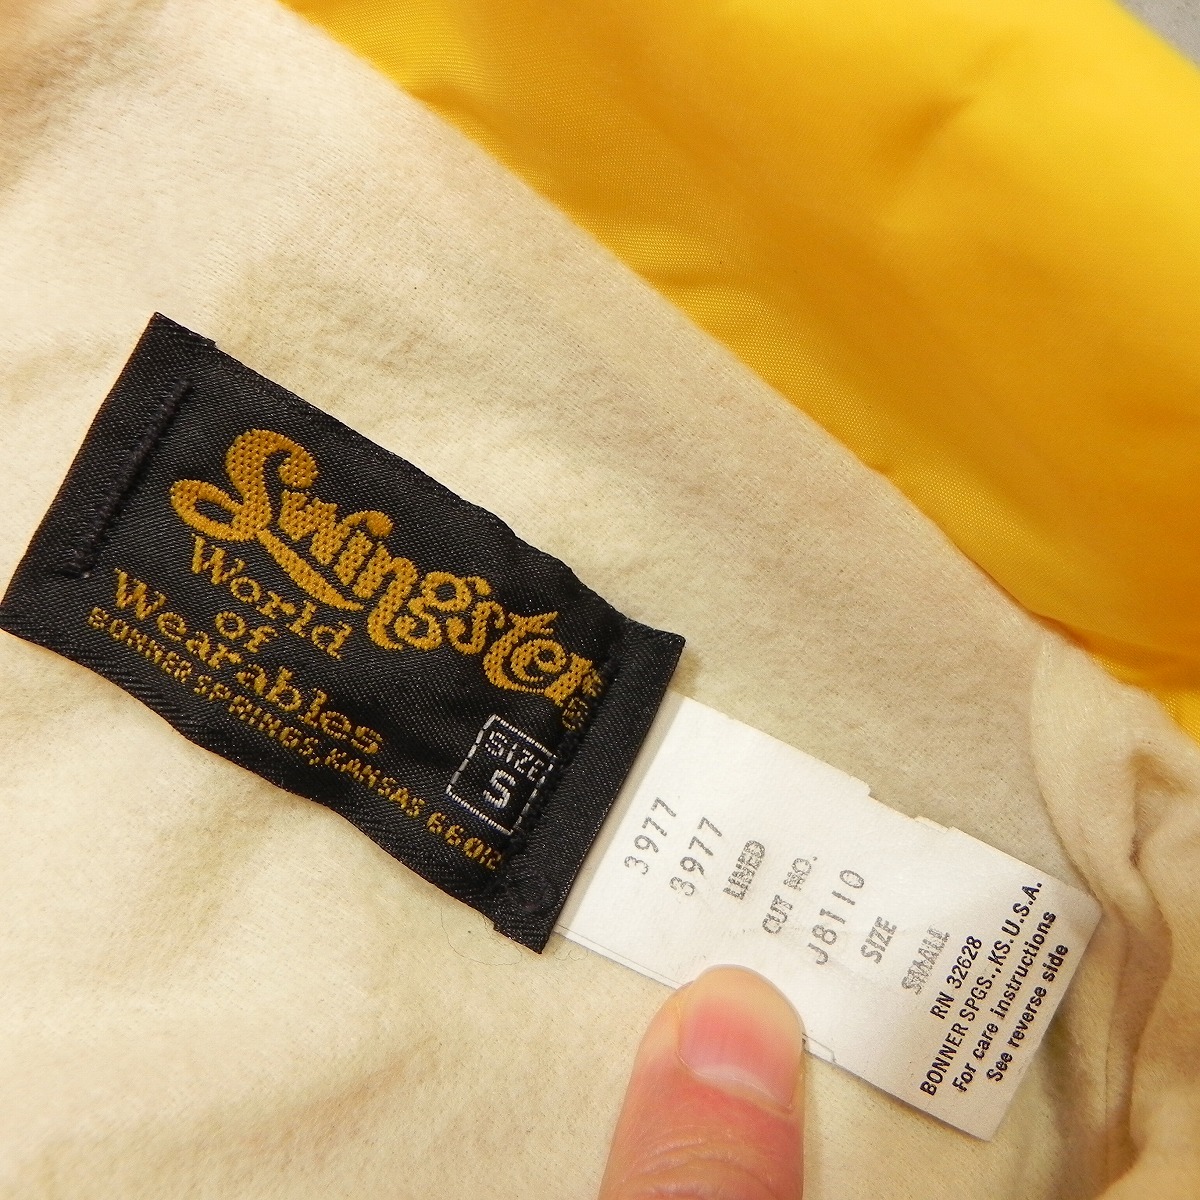 Swingster
World
of
Wearables
BONNER SPRINGS, KANSAS 66012
SIZE
S
3977
3977
LINED
CUT NO.
J8110
SIZE
SMALL
RN 32628
BONNER SPGS.,KS.U.S.A.
For care instructions
See reverse side